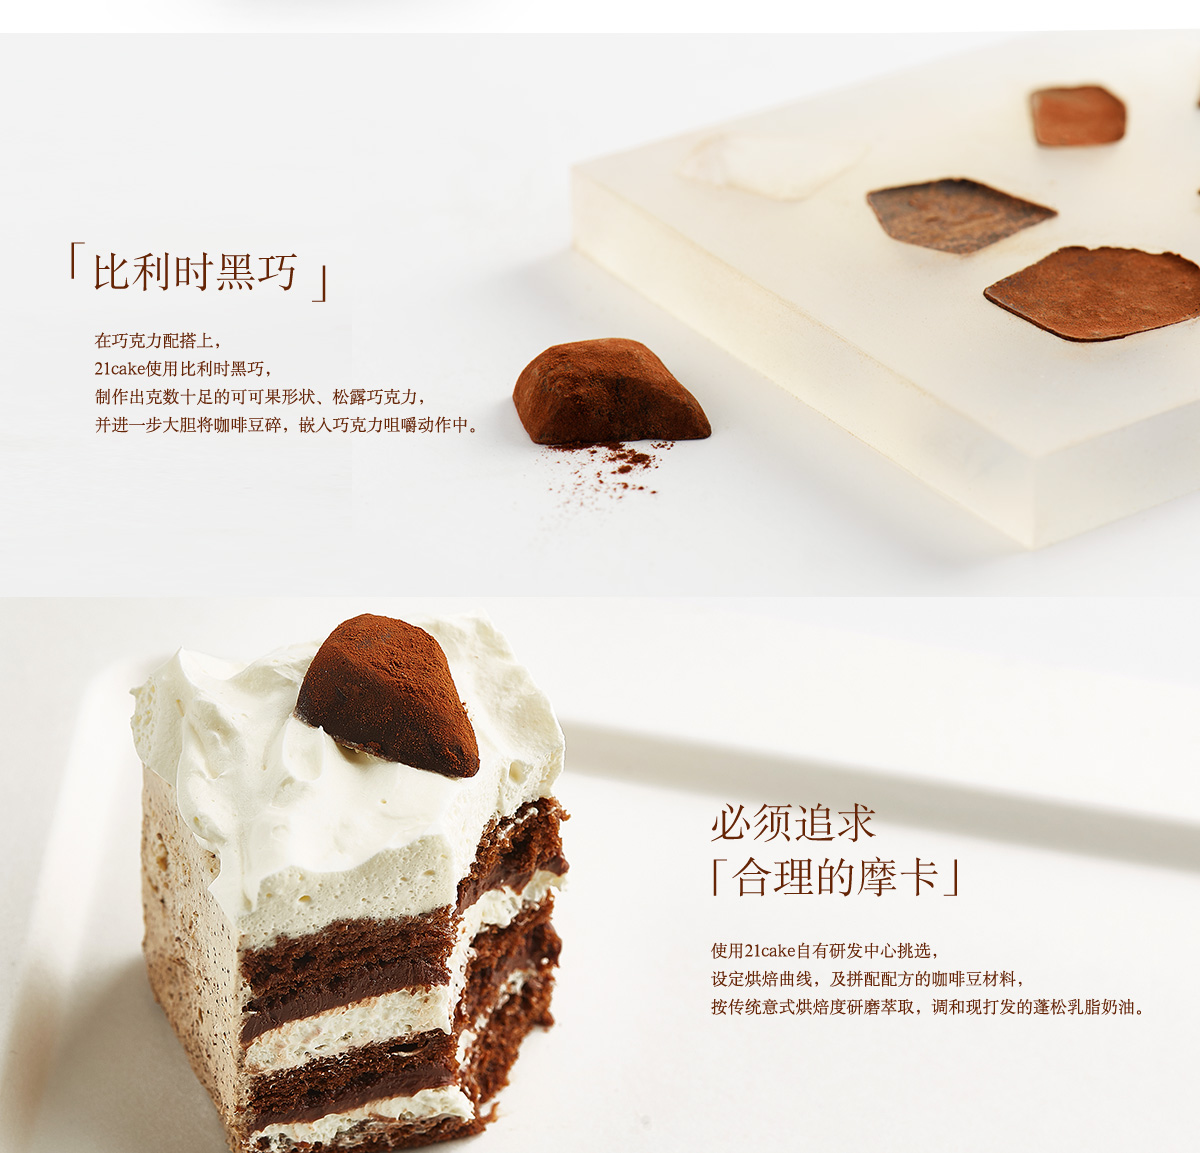 「比利时黑巧」
在巧克力配搭上，
21cake使用比利时黑巧，
制作出克数十足的可可果形状、松露巧克力，
并进一步大胆将咖啡豆碎，嵌入巧克力咀嚼动作中。
必须追求
「合理的摩卡」
使用21cake自有研发中心挑选，
设定烘焙曲线，及拼配配方的咖啡豆材料，
按传统意式烘焙度研磨萃取，调和现打发的蓬松乳脂奶油。